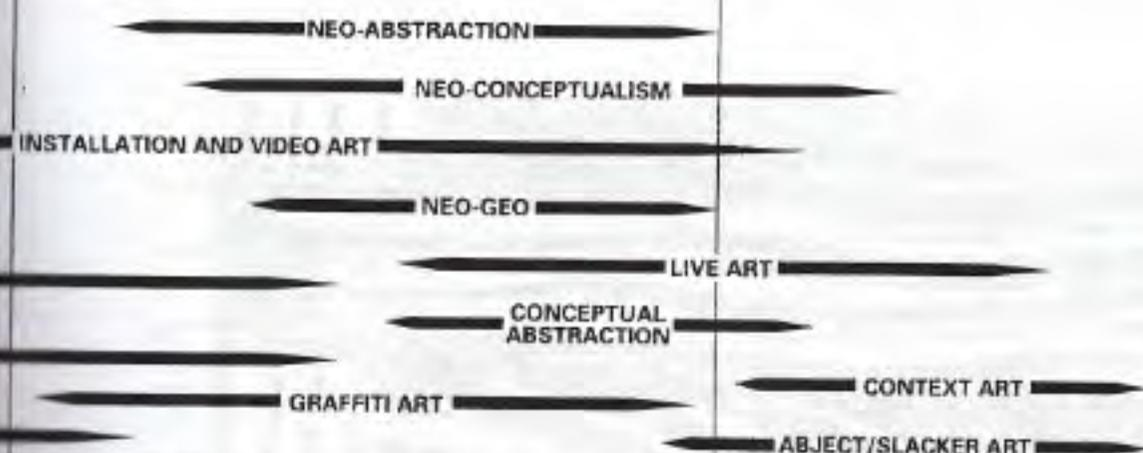 NEO-ABSTRACTION
NEO-CONCEPTUALISM
INSTALLATION AND VIDEO ART
NEO-GEO
LIVE ART
CONCEPTUAL
ABSTRACTION
CONTEXT ART
GRAFFITI ART
ABJECT/SLACKER ART